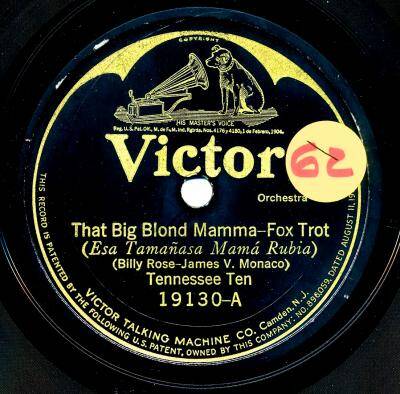 COPYRIGHT
"HIS MASTER'S VOICE"
Reg. U.S. Pat. Off., M. de F., M. Ind. Rgtrda. Nos. 4176 y 4180, 1 de Febrero, 1904.
Victor
62
Orchestra
That Big Blond Mamma-Fox Trot
(Esa Tamañasa Mamá Rubia)
(Billy Rose-James V. Monaco)
Tennessee Ten
19130-A
VICTOR TALKING MACHINE CO. Camden, N.J.
THIS RECORD IS PATENTED BY THE FOLLOWING U.S. PATENT, OWNED BY THIS COMPANY: NO. 896059, DATED AUGUST 11, 19